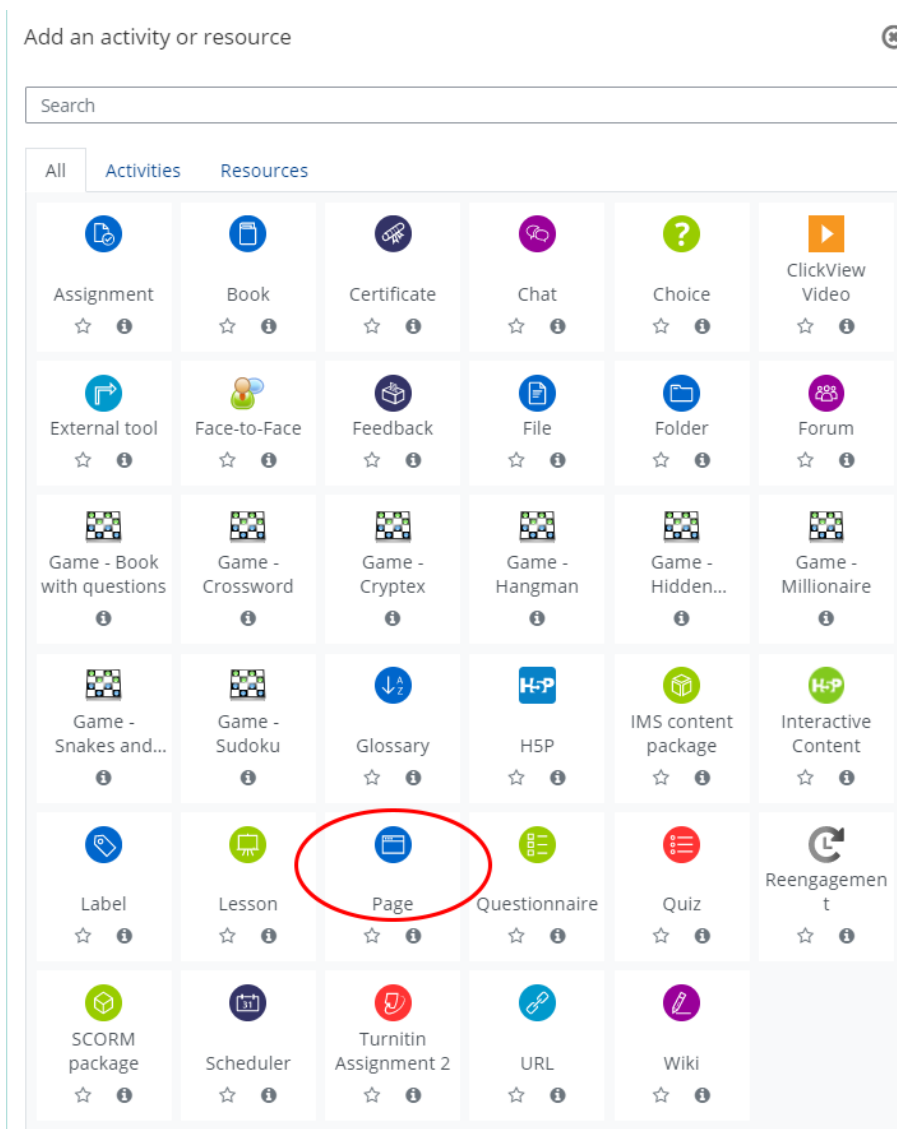 Add an activity or resource
Search
All Activities Resources
Assignment Book Certificate Chat Choice ClickView
Video
External tool Face-to-Face Feedback File Folder Forum
Game - Book
with questions
Game -
Crossword
Game -
Cryptex
Game -
Hangman
Game -
Hidden...
Game -
Millionaire
Game -
Snakes and...
Game -
Sudoku
Glossary
H5P
IMS content
package
Interactive
Content
Label Lesson Page Questionnaire Quiz Reengagemen
t
SCORM
package
Scheduler
Turnitin
Assignment 2
URL
Wiki